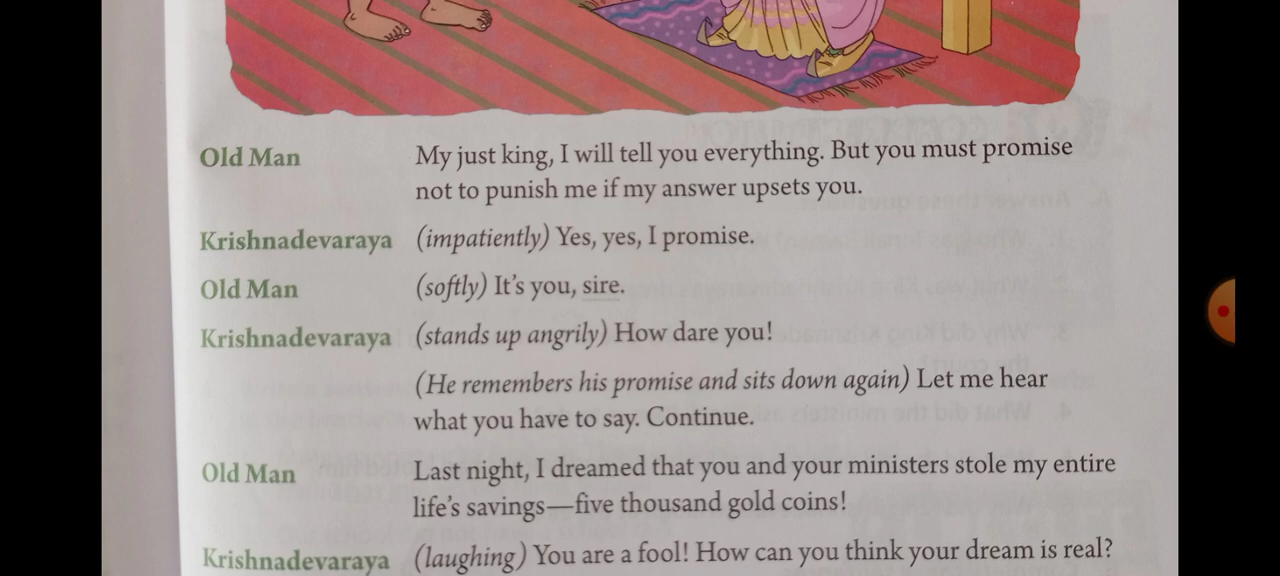 Old Man My just king, I will tell you everything. But you must promise
not to punish me if my answer upsets you.
Krishnadevaraya (impatiently) Yes, yes, I promise.
Old Man (softly) It's you, sire.
Krishnadevaraya (stands up angrily) How dare you!
(He remembers his promise and sits down again) Let me hear
what you have to say. Continue.
Old Man Last night, I dreamed that you and your ministers stole my entire
life's savings—five thousand gold coins!
Krishnadevaraya (laughing) You are a fool! How can you think your dream is real?